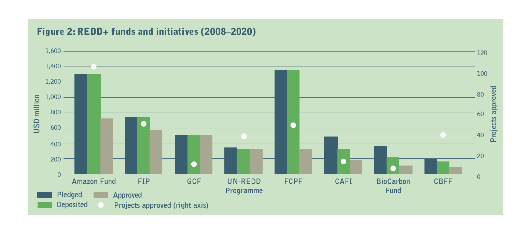 Figure 2: REDD+ funds and initiatives (2008–2020)
1,600
1,400
1,200
1,000
800
600
400
200
0
USD million
120
100
80
60
40
20
0
Projects approved
Amazon Fund
FIP
GCF
UN-REDD
Programme
FCPF
CAFI
BioCarbon
Fund
CBFF
Pledged
Approved
Deposited
Projects approved (right axis)